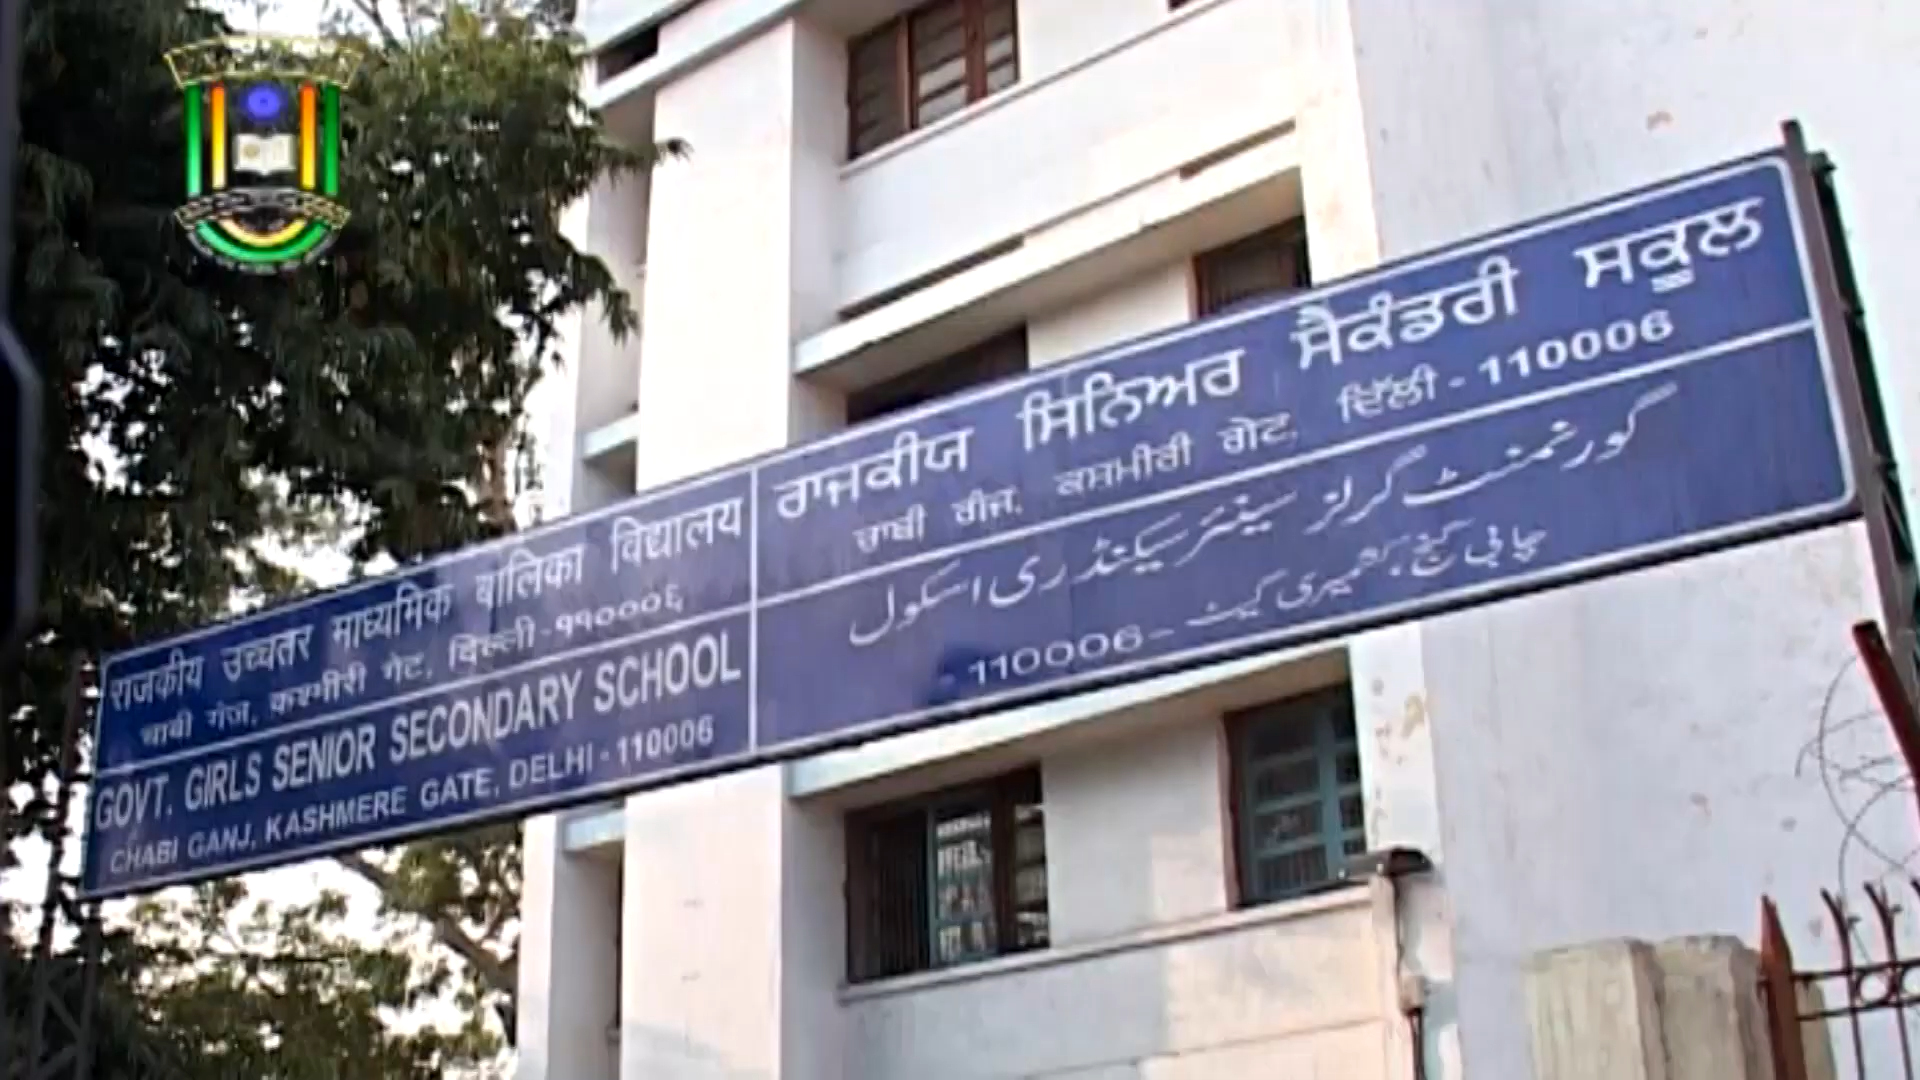 राजकीय उच्चतर माध्यमिक बालिका विद्यालय
चाबी गंज, कश्मीरी गेट, दिल्ली - ११०००६
GOVT. GIRLS SENIOR SECONDARY SCHOOL
CHABI GANJ, KASHMERE GATE, DELHI - 110006
ਰਾਜਕੀਯ ਸਿਨਿਅਰ ਸੈਕੰਡਰੀ ਸਕੂਲ
ਚਾਬੀ ਗੰਜ, ਕਸ਼ਮੀਰੀ ਗੇਟ, ਦਿੱਲੀ - 110006
گورنمنٹ گرلز سینئر سیکنڈری اسکول
چابی گنج، کشمیری گیٹ - 110006